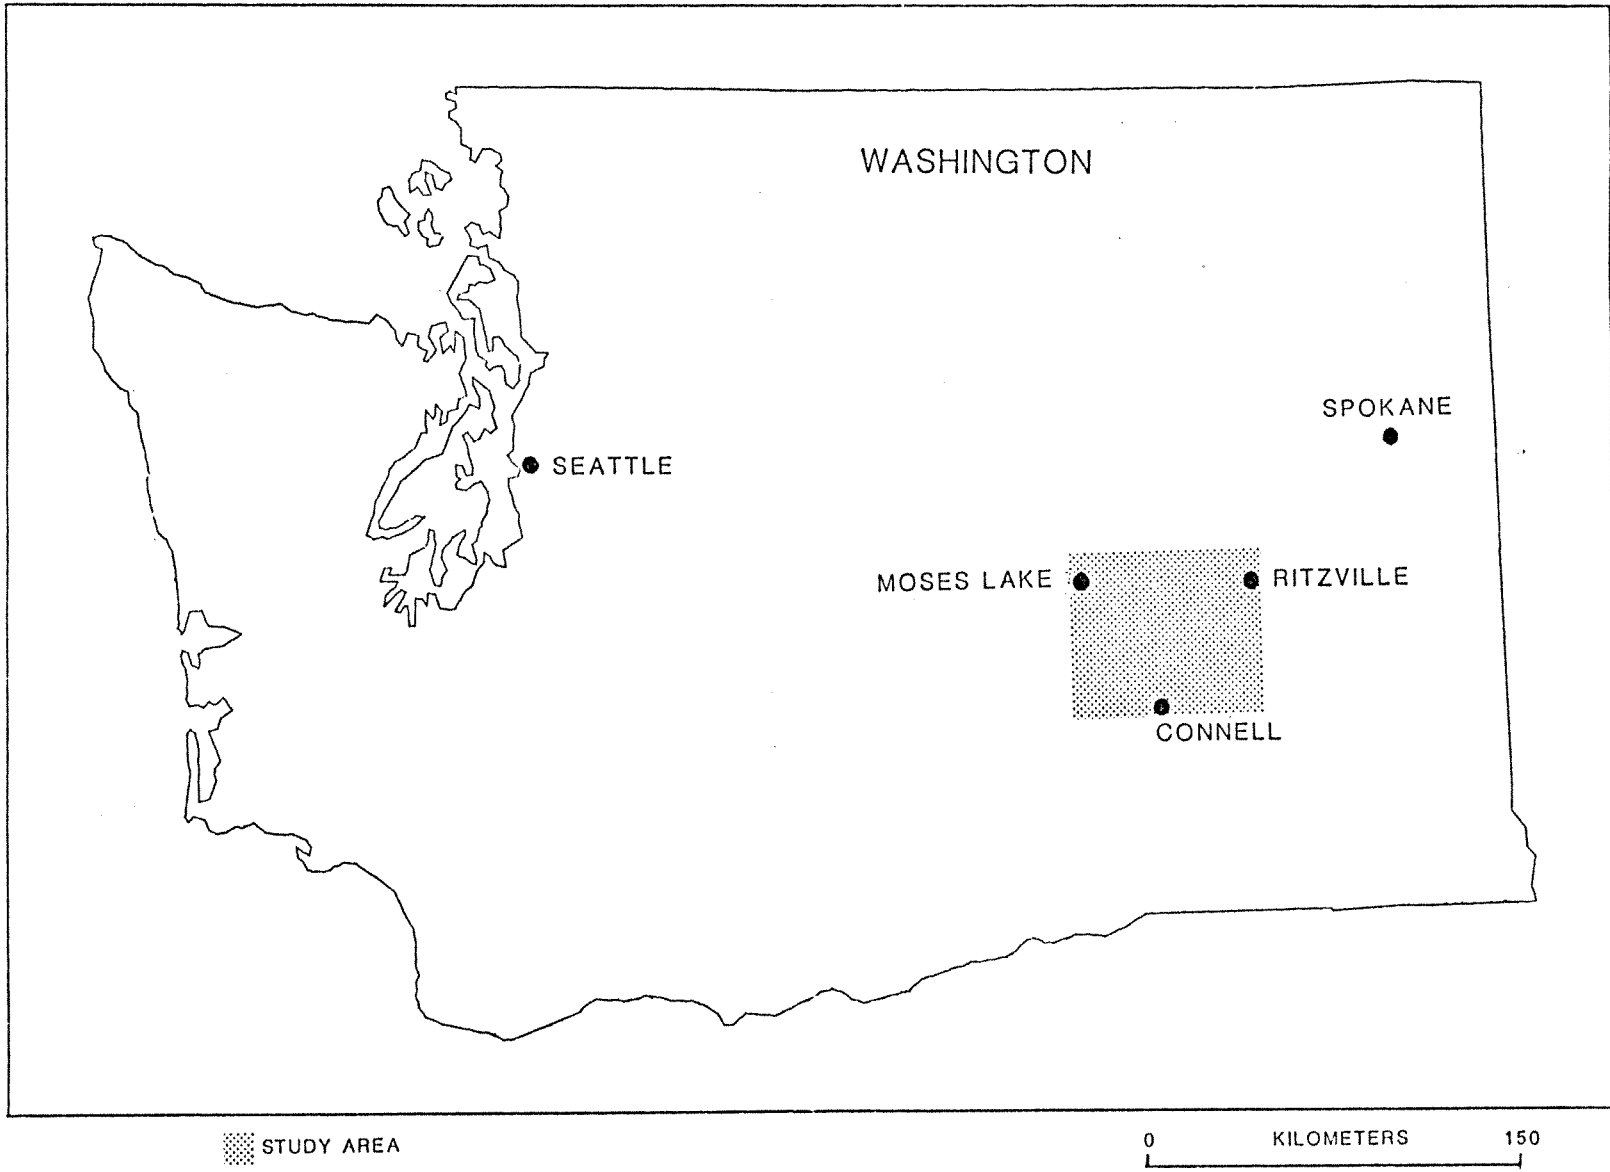 WASHINGTON
SPOKANE
SEATTLE
MOSES LAKE
RITZVILLE
CONNELL
STUDY AREA
0 KILOMETERS 150